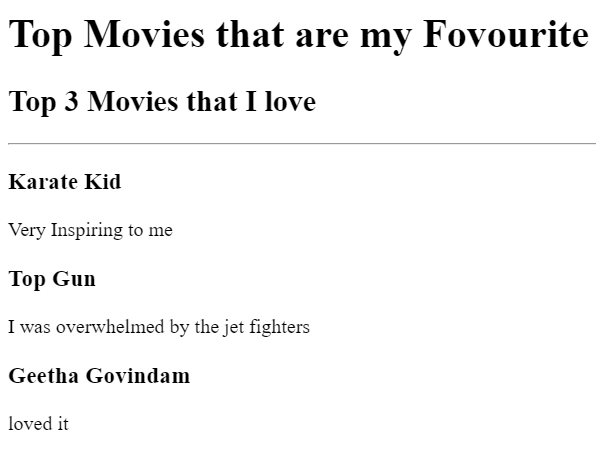 Top Movies that are my Fovourite
Top 3 Movies that I love
Karate Kid
Very Inspiring to me
Top Gun
I was overwhelmed by the jet fighters
Geetha Govindam
loved it